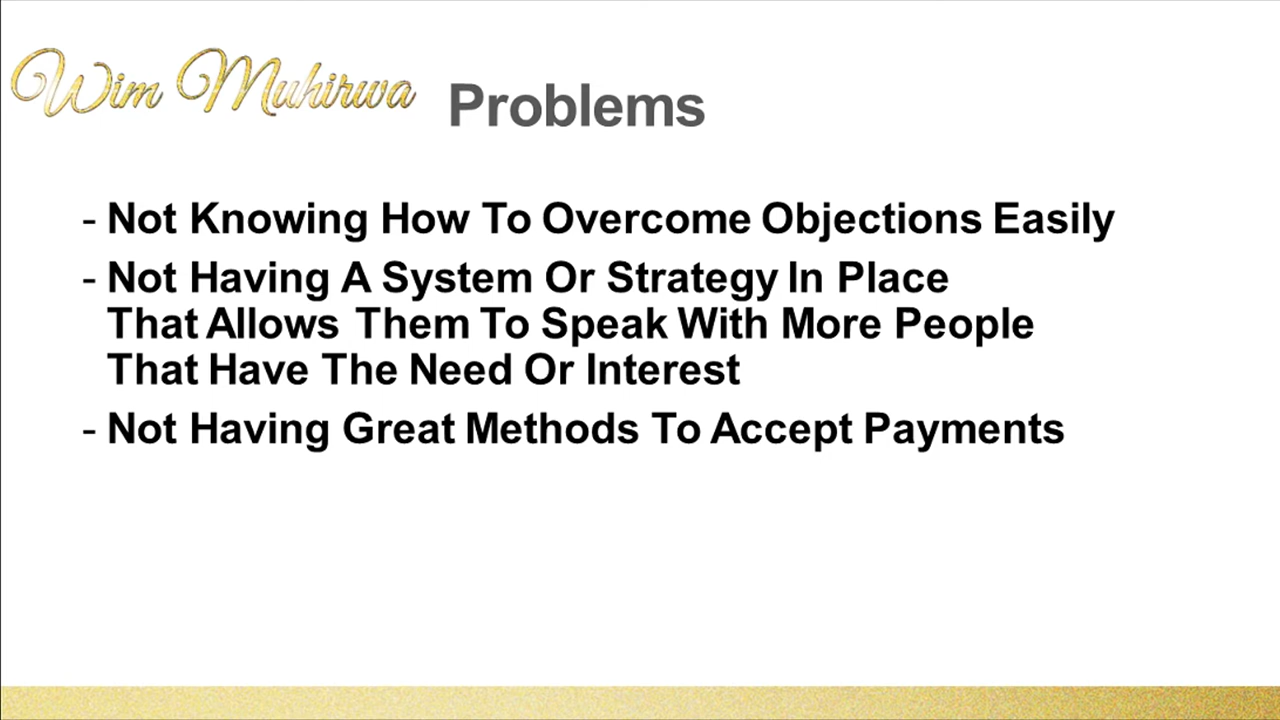 Wim Muhirwa
Problems
- Not Knowing How To Overcome Objections Easily
- Not Having A System Or Strategy In Place
That Allows Them To Speak With More People
That Have The Need Or Interest
- Not Having Great Methods To Accept Payments